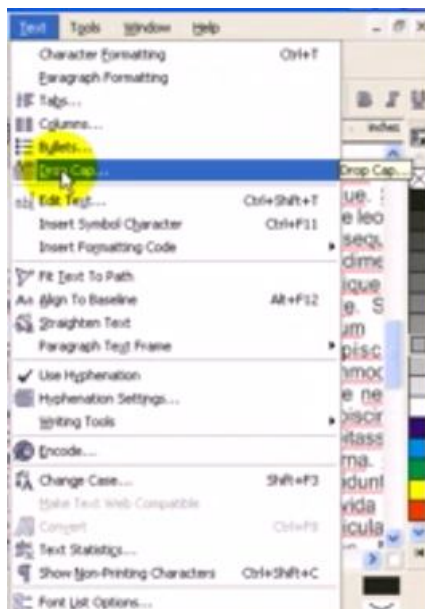 Text Tools Window Help
Character Formatting Ctrl+T
Paragraph Formatting
Tabs...
Columns...
Bullets...
Drop Cap...
Drop Cap...
Edit Text... Ctrl+Shift+T
Insert Symbol Character Ctrl+F11
Insert Formatting Code
Fit Text To Path
Align To Baseline Alt+F12
Straighten Text
Paragraph Text Frame
Use Hyphenation
Hyphenation Settings...
Writing Tools
Encode...
Change Case... Shift+F3
Make Text Web Compatible
Convert Ctrl+F8
Text Statistics...
Show Non-Printing Characters Ctrl+Shift+C
Font List Options...